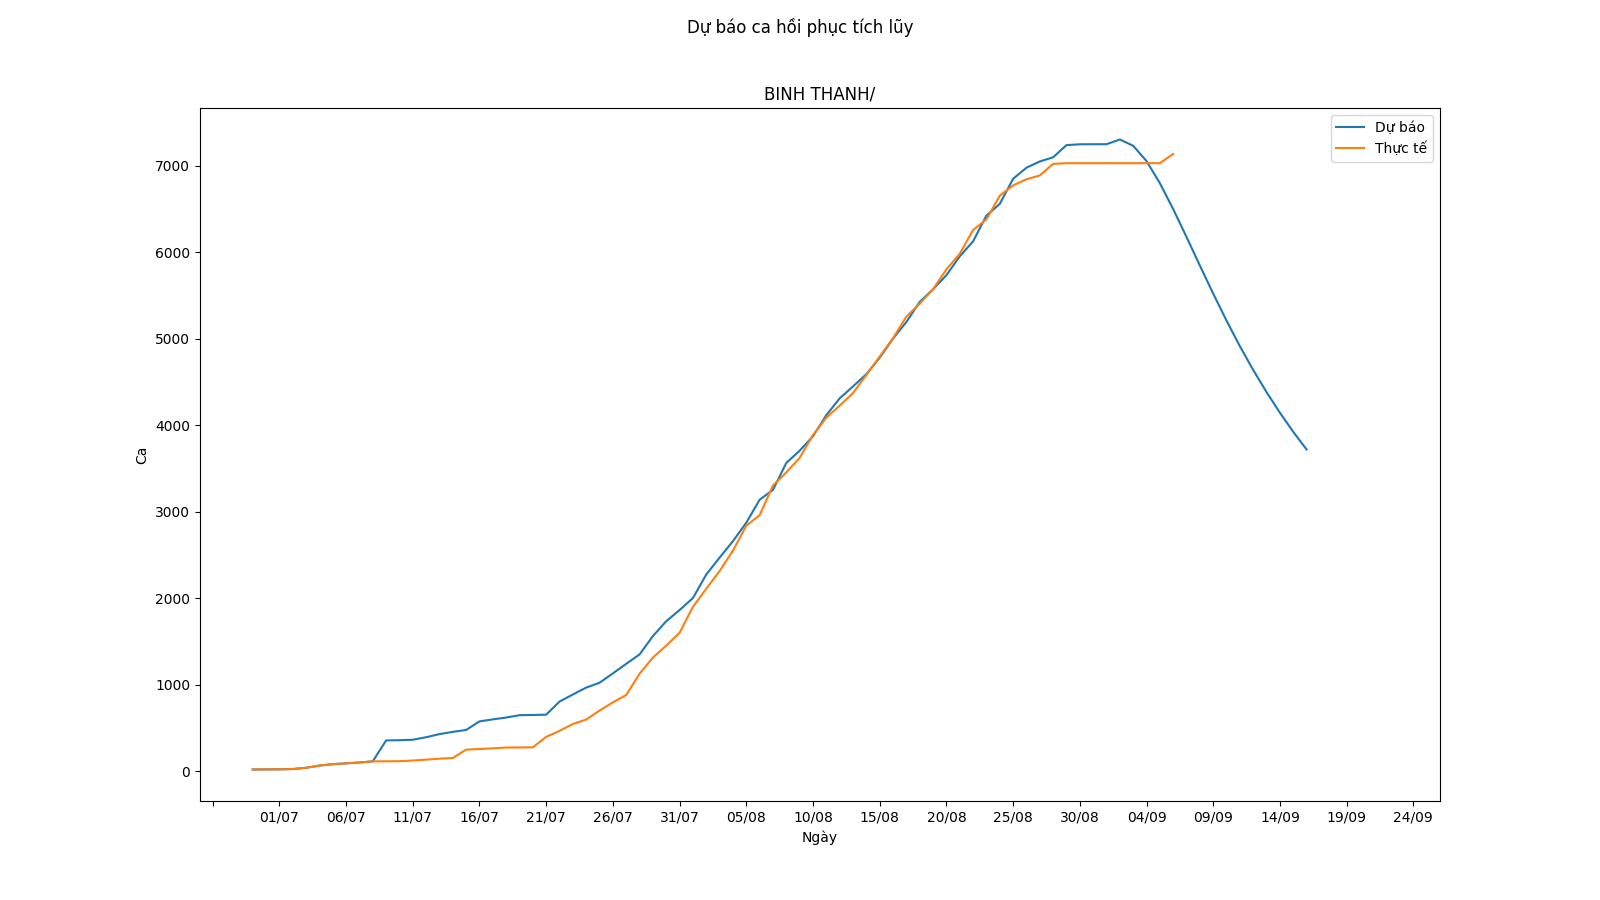 Dự báo ca hồi phục tích lũy
BINH THANH/
Dự báo
Thực tế
7000
6000
5000
4000
3000
2000
1000
0
Ca
01/07 06/07 11/07 16/07 21/07 26/07 31/07 05/08 10/08 15/08 20/08 25/08 30/08 04/09 09/09 14/09 19/09 24/09
Ngày